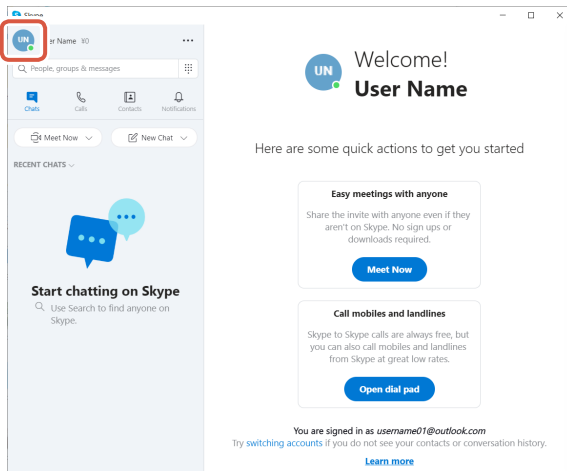 Skype
UN
er Name ¥0
People, groups & messages
Chats
Calls
Contacts
Notifications
Meet Now
New Chat
RECENT CHATS
Start chatting on Skype
Use Search to find anyone on
Skype.
UN
Welcome!
User Name
Here are some quick actions to get you started
Easy meetings with anyone
Share the invite with anyone even if they
aren't on Skype. No sign ups or
downloads required.
Meet Now
Call mobiles and landlines
Skype to Skype calls are always free, but
you can also call mobiles and landlines
from Skype at great low rates.
Open dial pad
You are signed in as username01@outlook.com
Try switching accounts if you do not see your contacts or conversation history.
Learn more